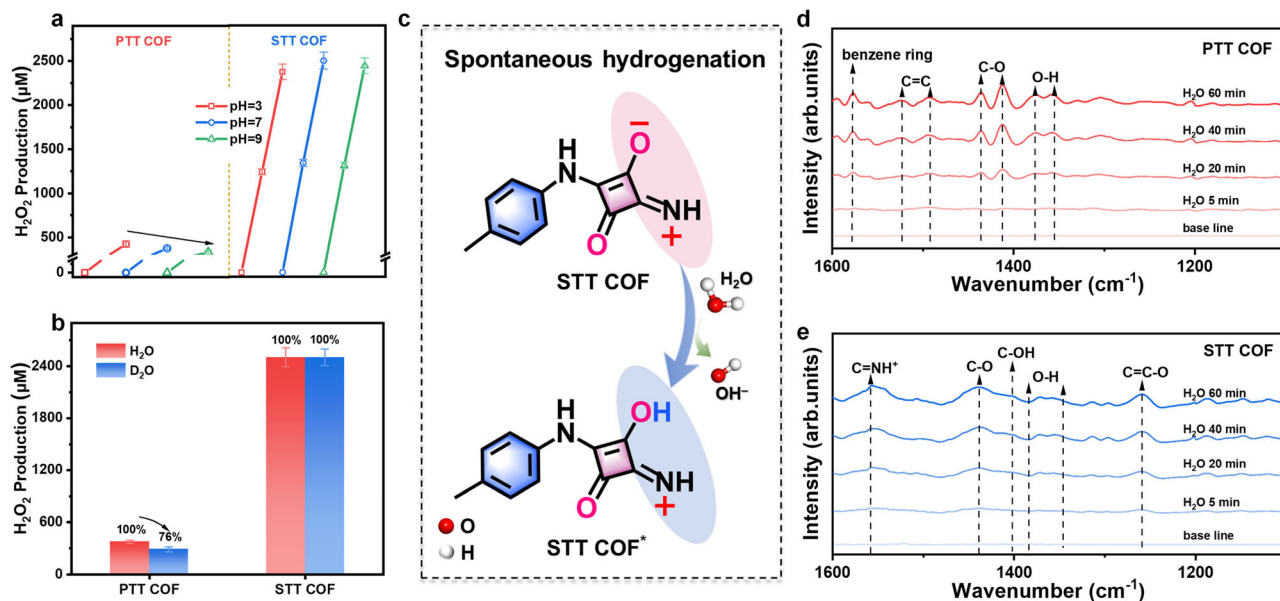 a
PTT COF
STT COF
H₂O₂ Production (µM)
2500
2000
1500
1000
500
0
pH=3
pH=7
pH=9
b
H₂O₂ Production (µM)
2400
1800
1200
600
0
H₂O
D₂O
100%
76%
100%
100%
PTT COF
STT COF
c
Spontaneous hydrogenation
O
−
H
N
NH
+
O
STT COF
H₂O
OH⁻
OH
H
N
NH
+
O
O
H
STT COF*
d
PTT COF
benzene ring
C=C
C-O
O-H
H₂O 60 min
H₂O 40 min
H₂O 20 min
H₂O 5 min
base line
Intensity (arb.units)
1600
1400
1200
Wavenumber (cm⁻¹)
e
STT COF
C=NH⁺
C-O
C-OH
O-H
C=C-O
H₂O 60 min
H₂O 40 min
H₂O 20 min
H₂O 5 min
base line
Intensity (arb.units)
1600
1400
1200
Wavenumber (cm⁻¹)